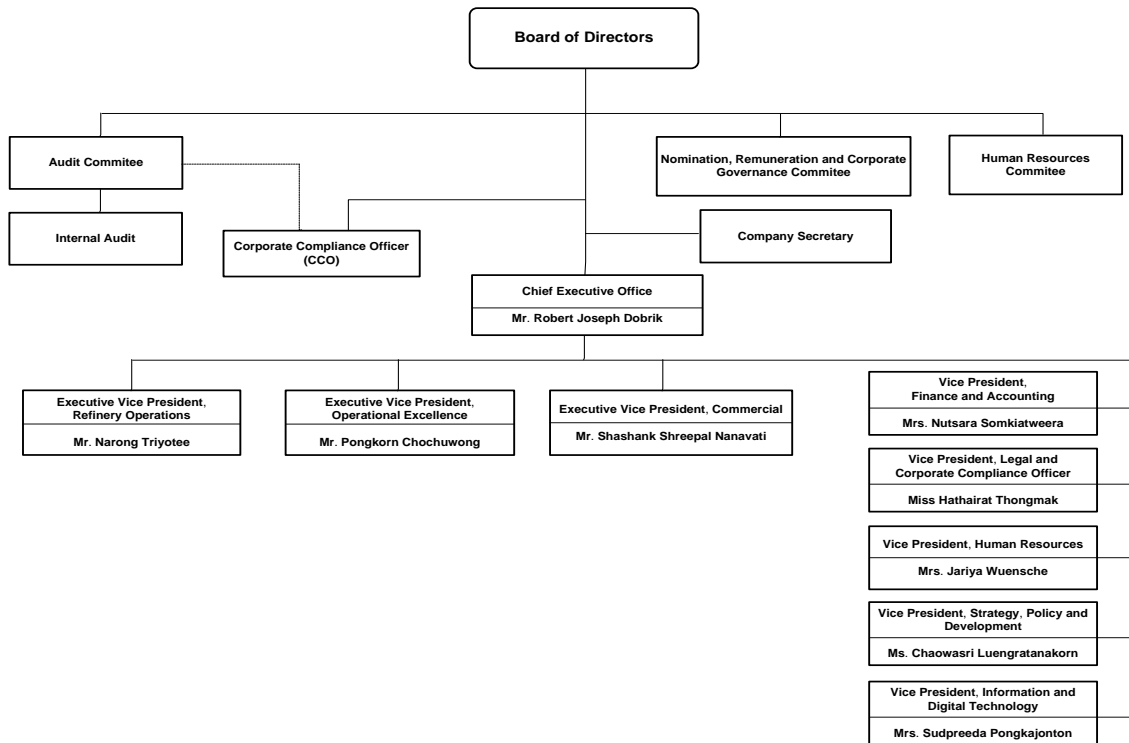 Board of Directors
Audit Commitee
Nomination, Remuneration and Corporate
Governance Commitee
Human Resources
Commitee
Internal Audit
Corporate Compliance Officer
(CCO)
Company Secretary
Chief Executive Office
Mr. Robert Joseph Dobrik
Executive Vice President,
Refinery Operations
Mr. Narong Triyotee
Executive Vice President,
Operational Excellence
Mr. Pongkorn Chochuwong
Executive Vice President, Commercial
Mr. Shashank Shreepal Nanavati
Vice President,
Finance and Accounting
Mrs. Nutsara Somkiatweera
Vice President, Legal and
Corporate Compliance Officer
Miss Hathairat Thongmak
Vice President, Human Resources
Mrs. Jariya Wuensche
Vice President, Strategy, Policy and
Development
Ms. Chaowasri Luengratanakorn
Vice President, Information and
Digital Technology
Mrs. Sudpreeda Pongkajonton